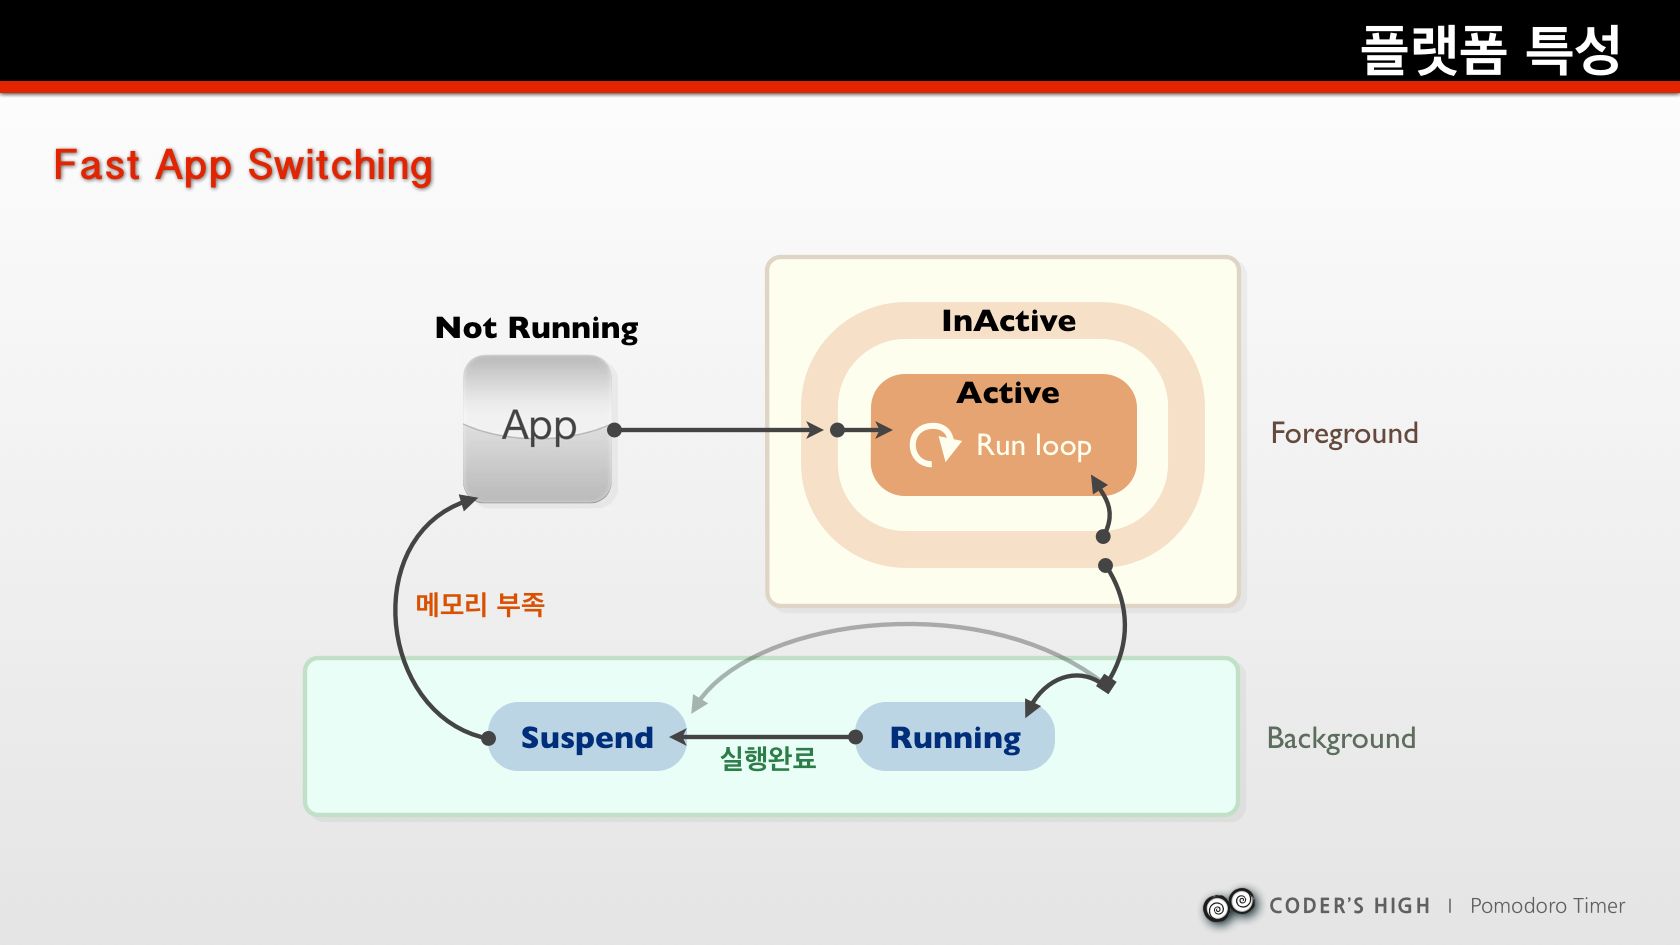 플랫폼 특성
Fast App Switching
Not Running
App
InActive
Active
Run loop
Foreground
메모리 부족
Suspend
실행완료
Running
Background
CODER'S HIGH | Pomodoro Timer